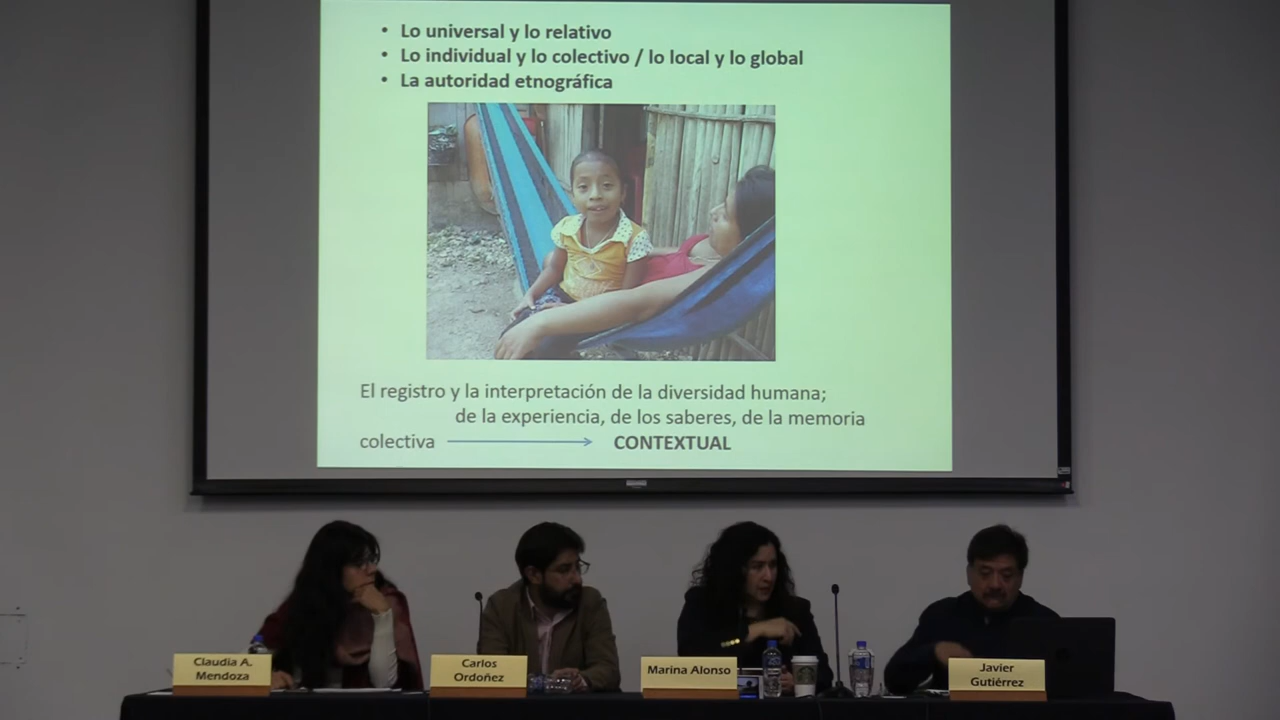 • Lo universal y lo relativo
• Lo individual y lo colectivo / lo local y lo global
• La autoridad etnográfica
El registro y la interpretación de la diversidad humana;
de la experiencia, de los saberes, de la memoria
colectiva → CONTEXTUAL
Claudia A.
Mendoza
Carlos
Ordoñez
Marina Alonso
Javier
Gutiérrez